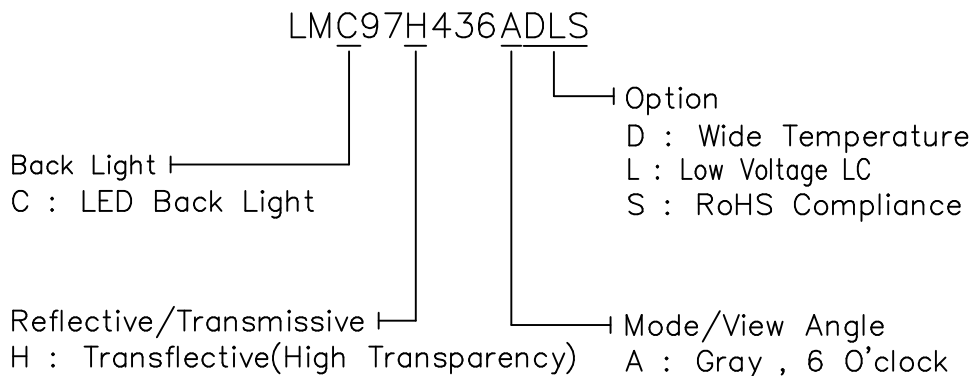 LMC97H436ADLS
Option
D : Wide Temperature
L : Low Voltage LC
S : RoHS Compliance
Back Light
C : LED Back Light
Reflective/Transmissive
H : Transflective(High Transparency)
Mode/View Angle
A : Gray , 6 O'clock